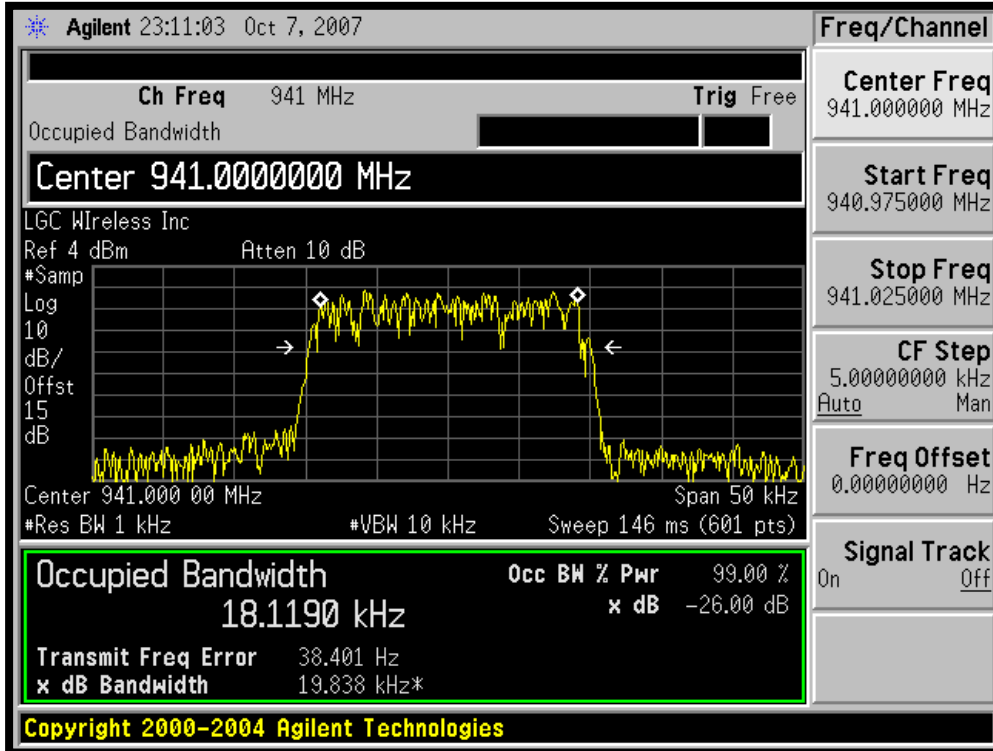 Agilent 23:11:03 Oct 7, 2007
Freq/Channel
Ch Freq 941 MHz Trig Free
Occupied Bandwidth
Center 941.0000000 MHz
LGC WIreless Inc
Ref 4 dBm Atten 10 dB
#Samp
Log
10
dB/
Offst
15
dB
Center 941.000 00 MHz Span 50 kHz
#Res BW 1 kHz #VBW 10 kHz Sweep 146 ms (601 pts)
Occupied Bandwidth
18.1190 kHz
Occ BW % Pwr 99.00 %
x dB -26.00 dB
Transmit Freq Error 38.401 Hz
x dB Bandwidth 19.838 kHz*
Copyright 2000-2004 Agilent Technologies
Center Freq
941.000000 MHz
Start Freq
940.975000 MHz
Stop Freq
941.025000 MHz
CF Step
5.00000000 kHz
Auto Man
Freq Offset
0.00000000 Hz
Signal Track
On Off